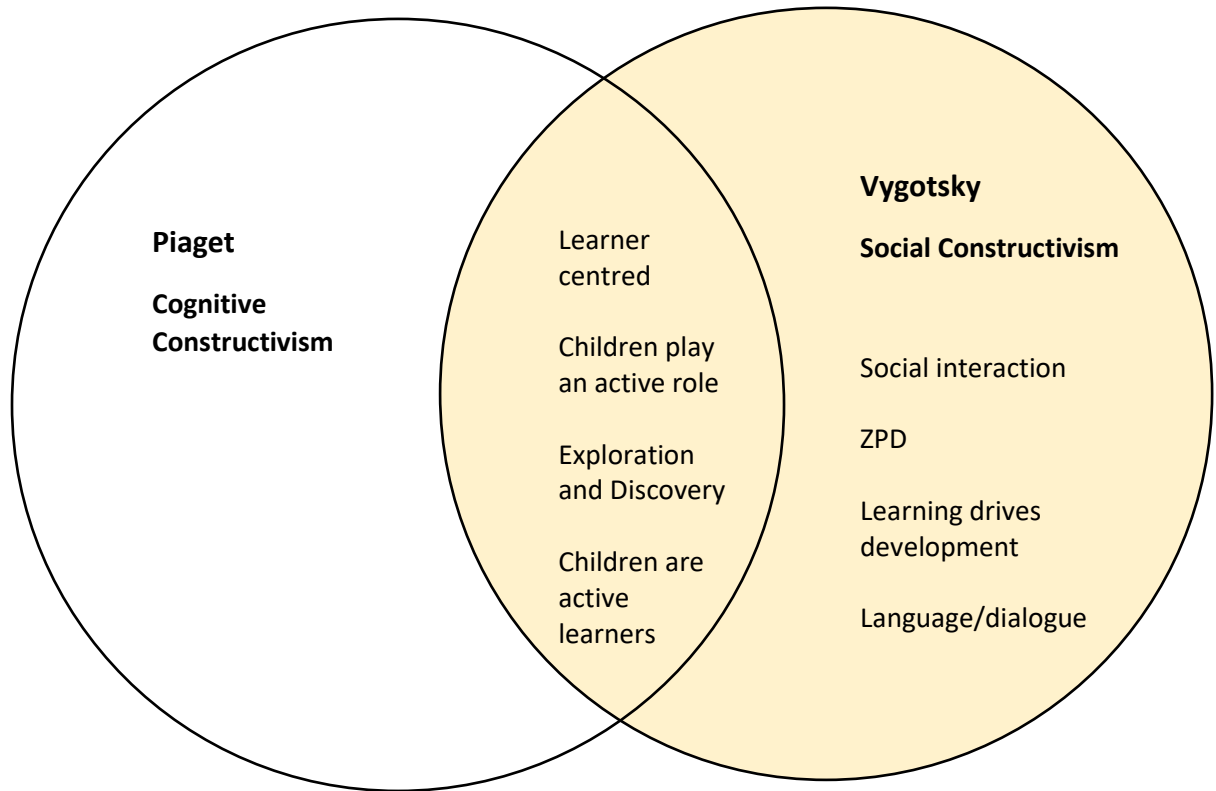 Piaget
Cognitive
Constructivism
Learner
centred
Children play
an active role
Exploration
and Discovery
Children are
active
learners
Vygotsky
Social Constructivism
Social interaction
ZPD
Learning drives
development
Language/dialogue